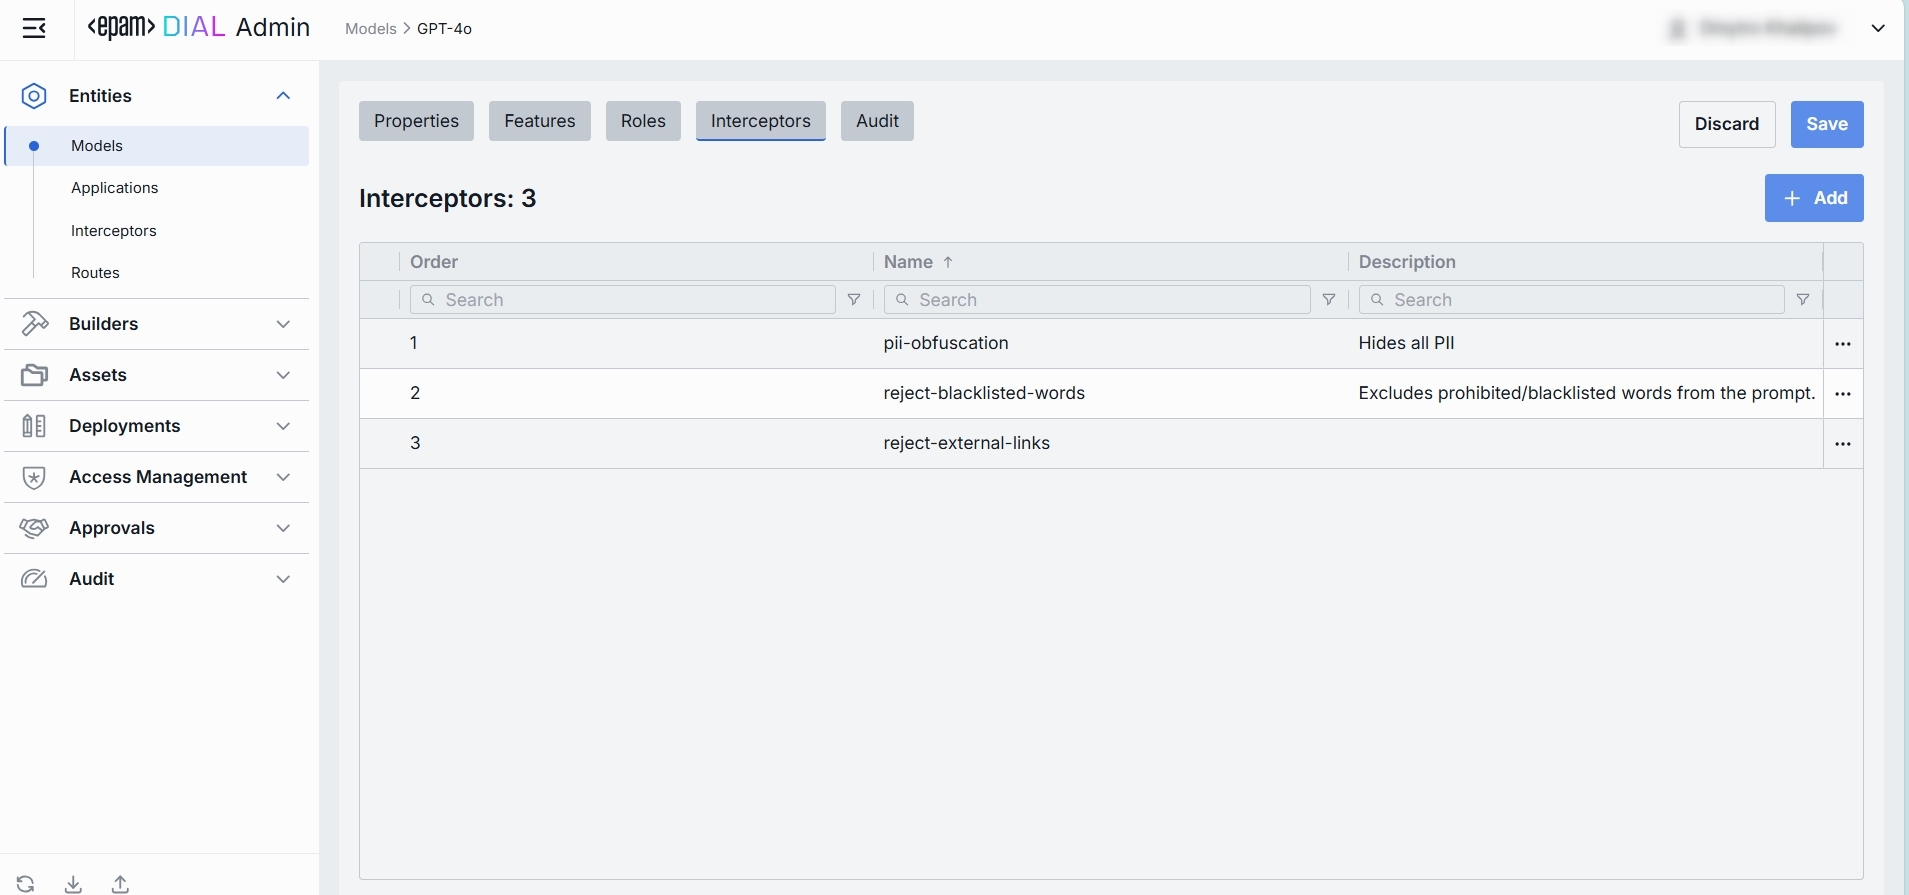 <epam> DIAL Admin
Models > GPT-4o
Entities
Models
Applications
Interceptors
Routes
Builders
Assets
Deployments
Access Management
Approvals
Audit
Properties Features Roles Interceptors Audit
Discard Save
Interceptors: 3
+ Add
Order Name ↑ Description
Search Search Search
1 pii-obfuscation Hides all PII ...
2 reject-blacklisted-words Excludes prohibited/blacklisted words from the prompt. ...
3 reject-external-links ...